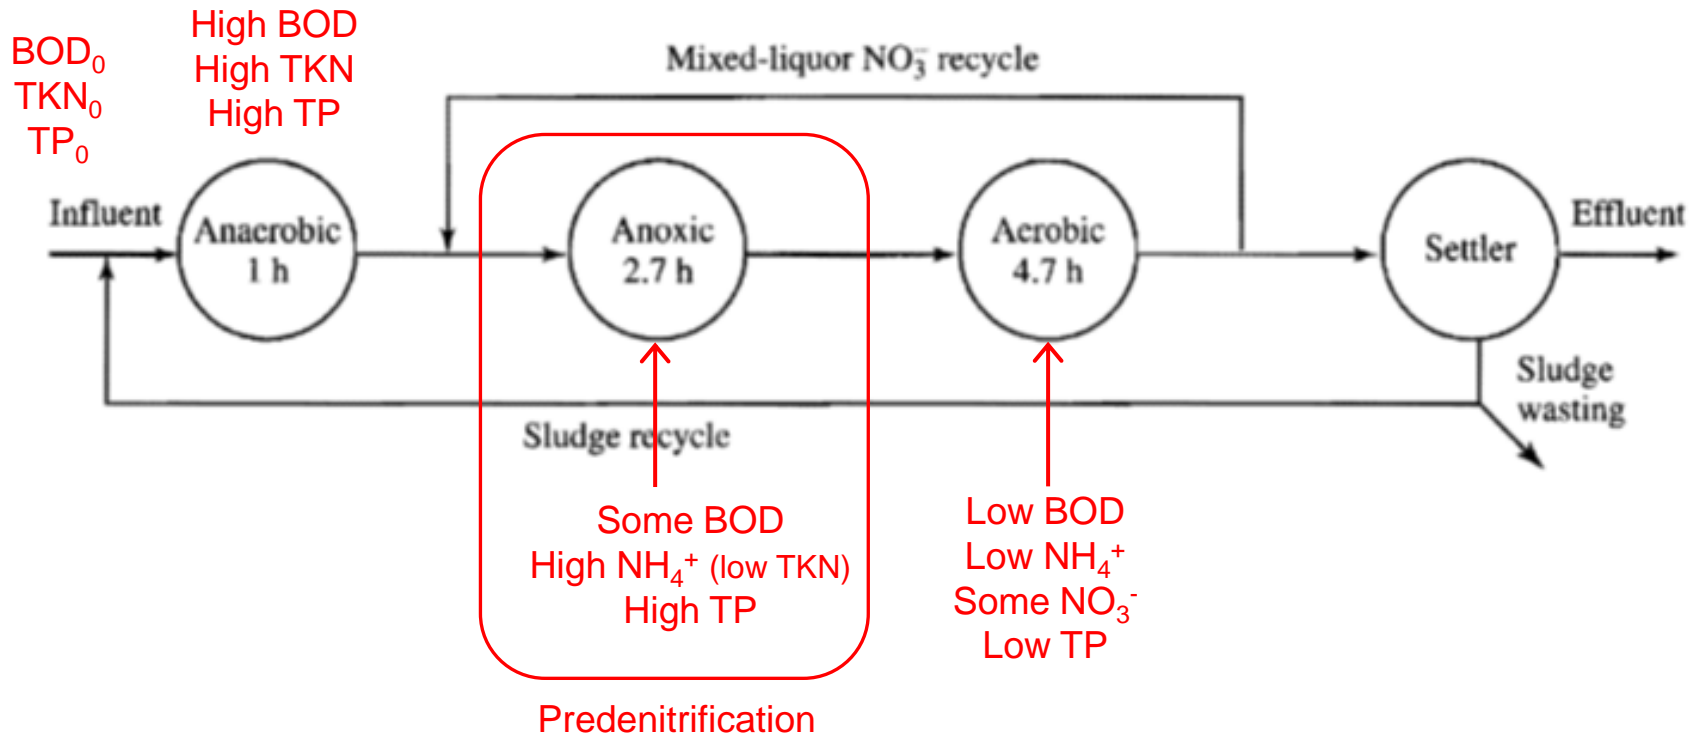 BOD₀
TKN₀
TP₀
High BOD
High TKN
High TP
Mixed-liquor NO₃⁻ recycle
Influent
Anaerobic
1 h
Anoxic
2.7 h
Aerobic
4.7 h
Settler
Effluent
Sludge
wasting
Sludge recycle
Some BOD
High NH₄⁺ (low TKN)
High TP
Low BOD
Low NH₄⁺
Some NO₃⁻
Low TP
Predenitrification